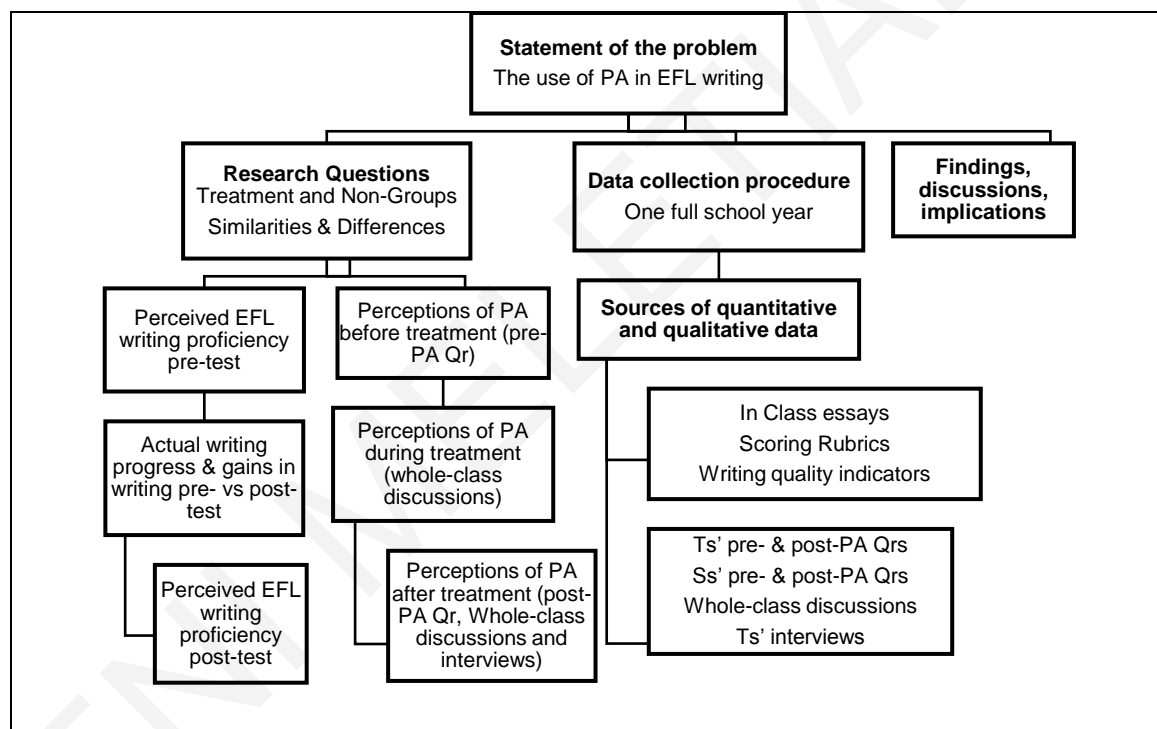 Statement of the problem
The use of PA in EFL writing
Research Questions
Treatment and Non-Groups
Similarities & Differences
Data collection procedure
One full school year
Findings,
discussions,
implications
Perceived EFL
writing proficiency
pre-test
Perceptions of PA
before treatment (pre-
PA Qr)
Sources of quantitative
and qualitative data
Actual writing
progress & gains in
writing pre- vs post-
test
Perceptions of PA
during treatment
(whole-class
discussions)
In Class essays
Scoring Rubrics
Writing quality indicators
Perceived EFL
writing
proficiency
post-test
Perceptions of PA
after treatment (post-
PA Qr, Whole-class
discussions and
interviews)
Ts' pre- & post-PA Qrs
Ss' pre- & post-PA Qrs
Whole-class discussions
Ts' interviews